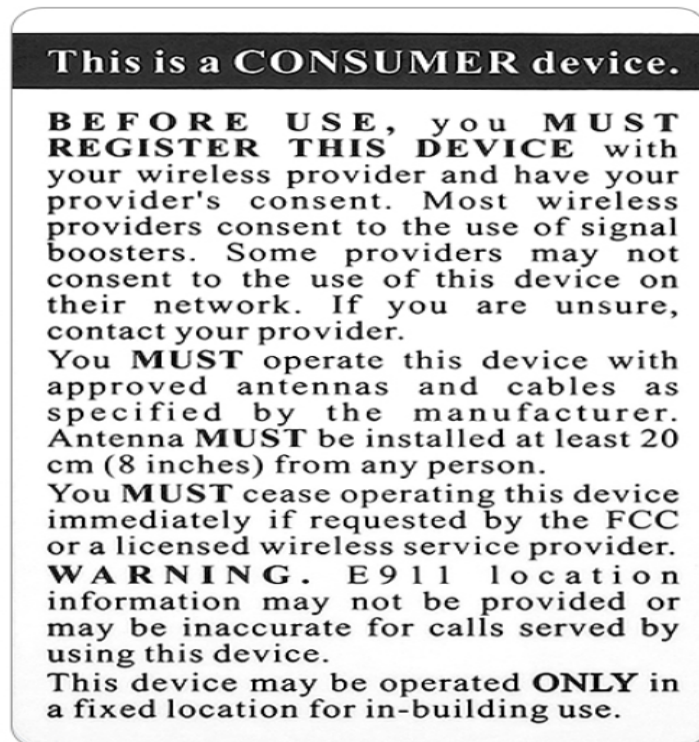 This is a CONSUMER device.
BEFORE USE, you MUST
REGISTER THIS DEVICE with
your wireless provider and have your
provider's consent. Most wireless
providers consent to the use of signal
boosters. Some providers may not
consent to the use of this device on
their network. If you are unsure,
contact your provider.
You MUST operate this device with
approved antennas and cables as
specified by the manufacturer.
Antenna MUST be installed at least 20
cm (8 inches) from any person.
You MUST cease operating this device
immediately if requested by the FCC
or a licensed wireless service provider.
WARNING. E911 location
information may not be provided or
may be inaccurate for calls served by
using this device.
This device may be operated ONLY in
a fixed location for in-building use.